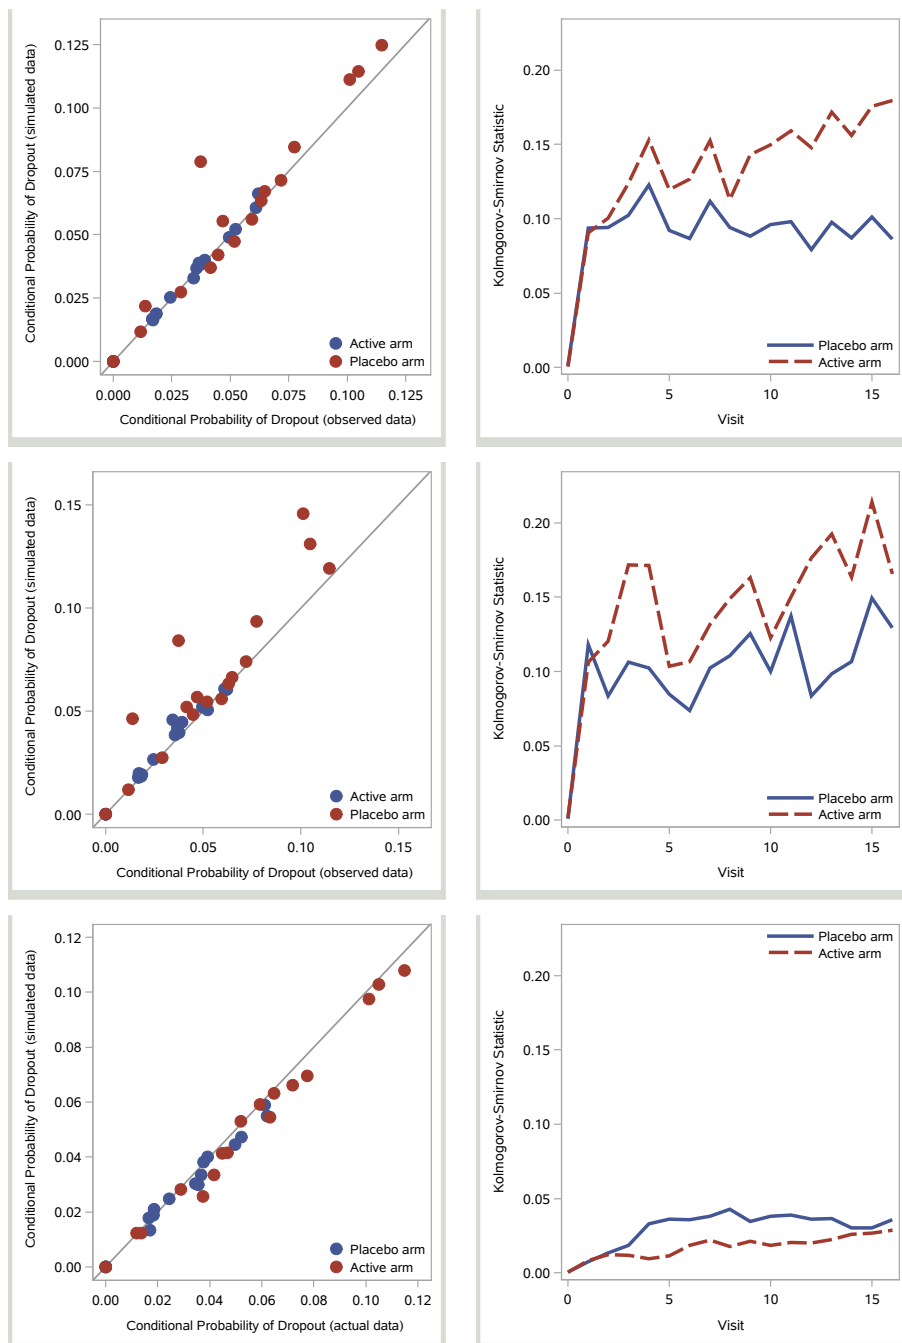 Conditional Probability of Dropout (simulated data)
0.125
0.100
0.075
0.050
0.025
0.000
Active arm
Placebo arm
0.000 0.025 0.050 0.075 0.100 0.125
Conditional Probability of Dropout (observed data)
Kolmogorov-Smirnov Statistic
0.20
0.15
0.10
0.05
0.00
Placebo arm
Active arm
0 5 10 15
Visit
Conditional Probability of Dropout (simulated data)
0.15
0.10
0.05
0.00
Active arm
Placebo arm
0.00 0.05 0.10 0.15
Conditional Probability of Dropout (observed data)
Kolmogorov-Smirnov Statistic
0.20
0.15
0.10
0.05
0.00
Placebo arm
Active arm
0 5 10 15
Visit
Conditional Probability of Dropout (simulated data)
0.12
0.10
0.08
0.06
0.04
0.02
0.00
Placebo arm
Active arm
0.00 0.02 0.04 0.06 0.08 0.10 0.12
Conditional Probability of Dropout (actual data)
Kolmogorov-Smirnov Statistic
Placebo arm
Active arm
0.20
0.15
0.10
0.05
0.00
0 5 10 15
Visit